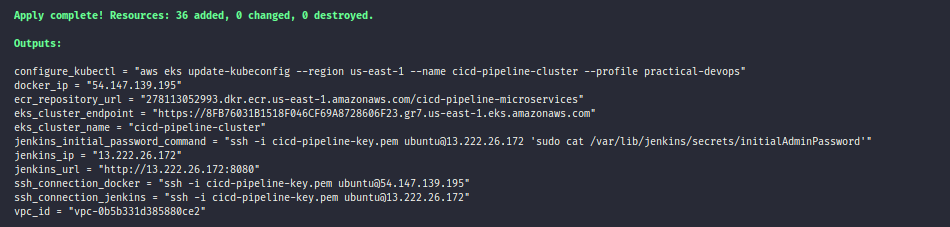 Apply complete! Resources: 36 added, 0 changed, 0 destroyed.
Outputs:
configure_kubectl = "aws eks update-kubeconfig --region us-east-1 --name cicd-pipeline-cluster --profile practical-devops"
docker_ip = "54.147.139.195"
ecr_repository_url = "278113052993.dkr.ecr.us-east-1.amazonaws.com/cicd-pipeline-microservices"
eks_cluster_endpoint = "https://8FB76031B1518F046CF69A8728606F23.gr7.us-east-1.eks.amazonaws.com"
eks_cluster_name = "cicd-pipeline-cluster"
jenkins_initial_password_command = "ssh -i cicd-pipeline-key.pem ubuntu@13.222.26.172 'sudo cat /var/lib/jenkins/secrets/initialAdminPassword'"
jenkins_ip = "13.222.26.172"
jenkins_url = "http://13.222.26.172:8080"
ssh_connection_docker = "ssh -i cicd-pipeline-key.pem ubuntu@54.147.139.195"
ssh_connection_jenkins = "ssh -i cicd-pipeline-key.pem ubuntu@13.222.26.172"
vpc_id = "vpc-0b5b331d385880ce2"